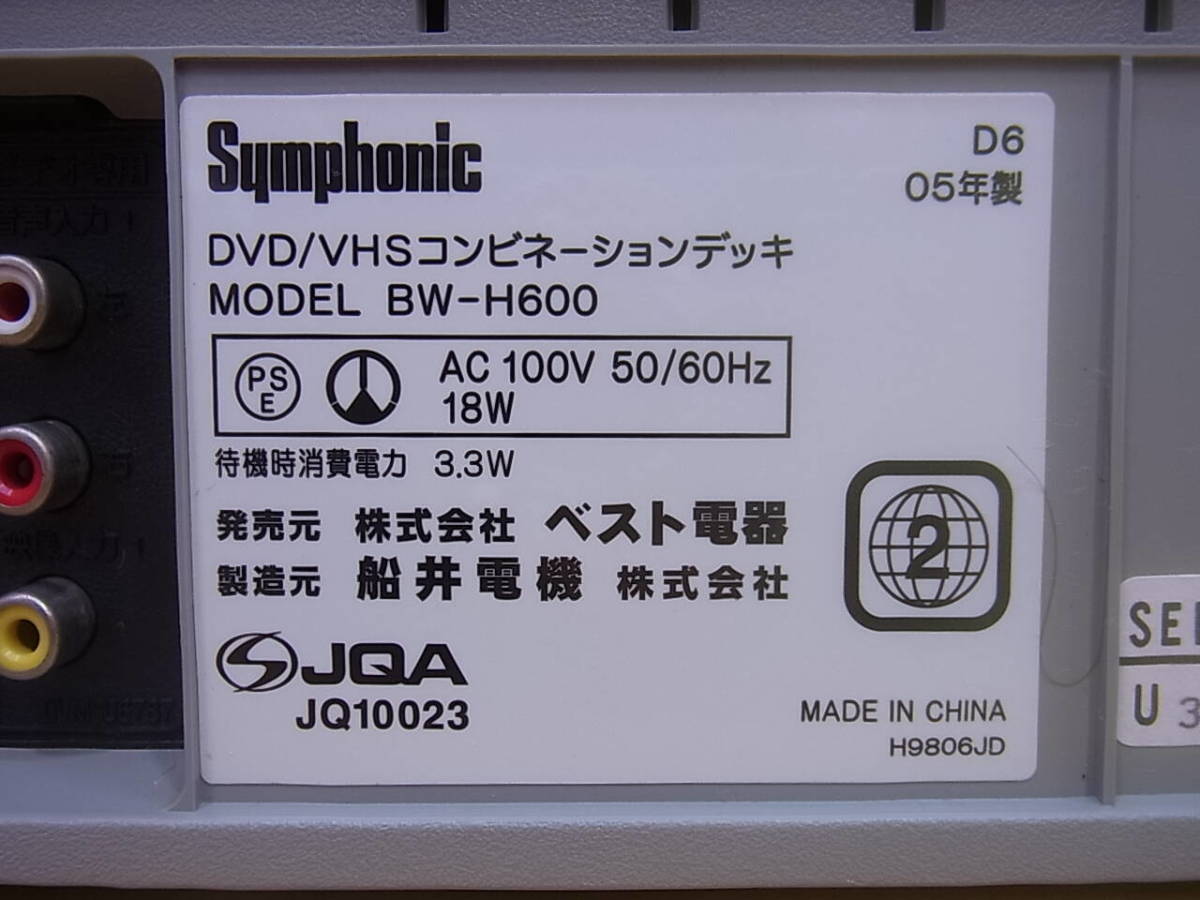 Symphonic
D6
05年製
DVD/VHSコンビネーションデッキ
MODEL BW-H600
PS
E
AC 100V 50/60Hz
18W
待機時消費電力 3.3W
発売元 株式会社 ベスト電器
製造元 船井電機 株式会社
2
JQA
JQ10023
MADE IN CHINA
H9806JD
左
右
U 3